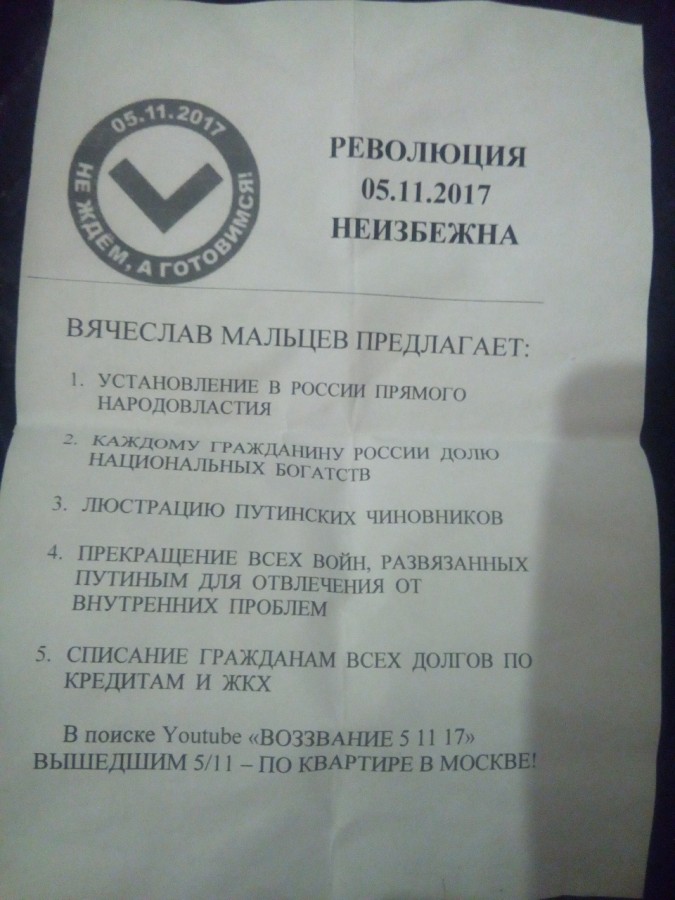 05.11.2017
НЕ ЖДЕМ, А ГОТОВИМСЯ!
РЕВОЛЮЦИЯ
05.11.2017
НЕИЗБЕЖНА
ВЯЧЕСЛАВ МАЛЬЦЕВ ПРЕДЛАГАЕТ:
1. УСТАНОВЛЕНИЕ В РОССИИ ПРЯМОГО
НАРОДОВЛАСТИЯ
2. КАЖДОМУ ГРАЖДАНИНУ РОССИИ ДОЛЮ
НАЦИОНАЛЬНЫХ БОГАТСТВ
3. ЛЮСТРАЦИЮ ПУТИНСКИХ ЧИНОВНИКОВ
4. ПРЕКРАЩЕНИЕ ВСЕХ ВОЙН, РАЗВЯЗАННЫХ
ПУТИНЫМ ДЛЯ ОТВЛЕЧЕНИЯ ОТ
ВНУТРЕННИХ ПРОБЛЕМ
5. СПИСАНИЕ ГРАЖДАНАМ ВСЕХ ДОЛГОВ ПО
КРЕДИТАМ И ЖКХ
В поиске Youtube «ВОЗЗВАНИЕ 5 11 17»
ВЫШЕДШИМ 5/11 – ПО КВАРТИРЕ В МОСКВЕ!